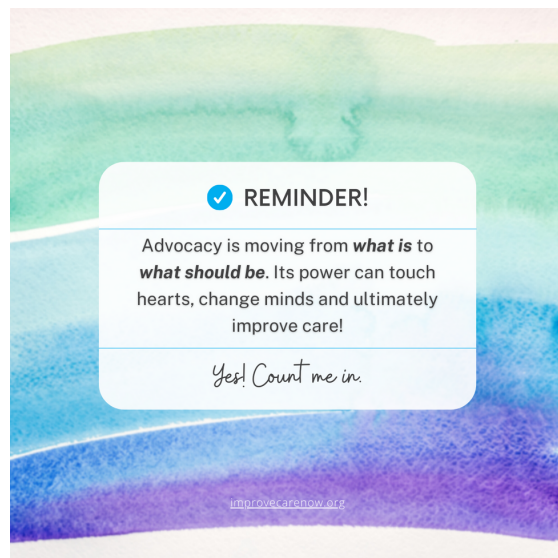 REMINDER!
Advocacy is moving from what is to
what should be. Its power can touch
hearts, change minds and ultimately
improve care!
Yes! Count me in.
improvecarenow.org